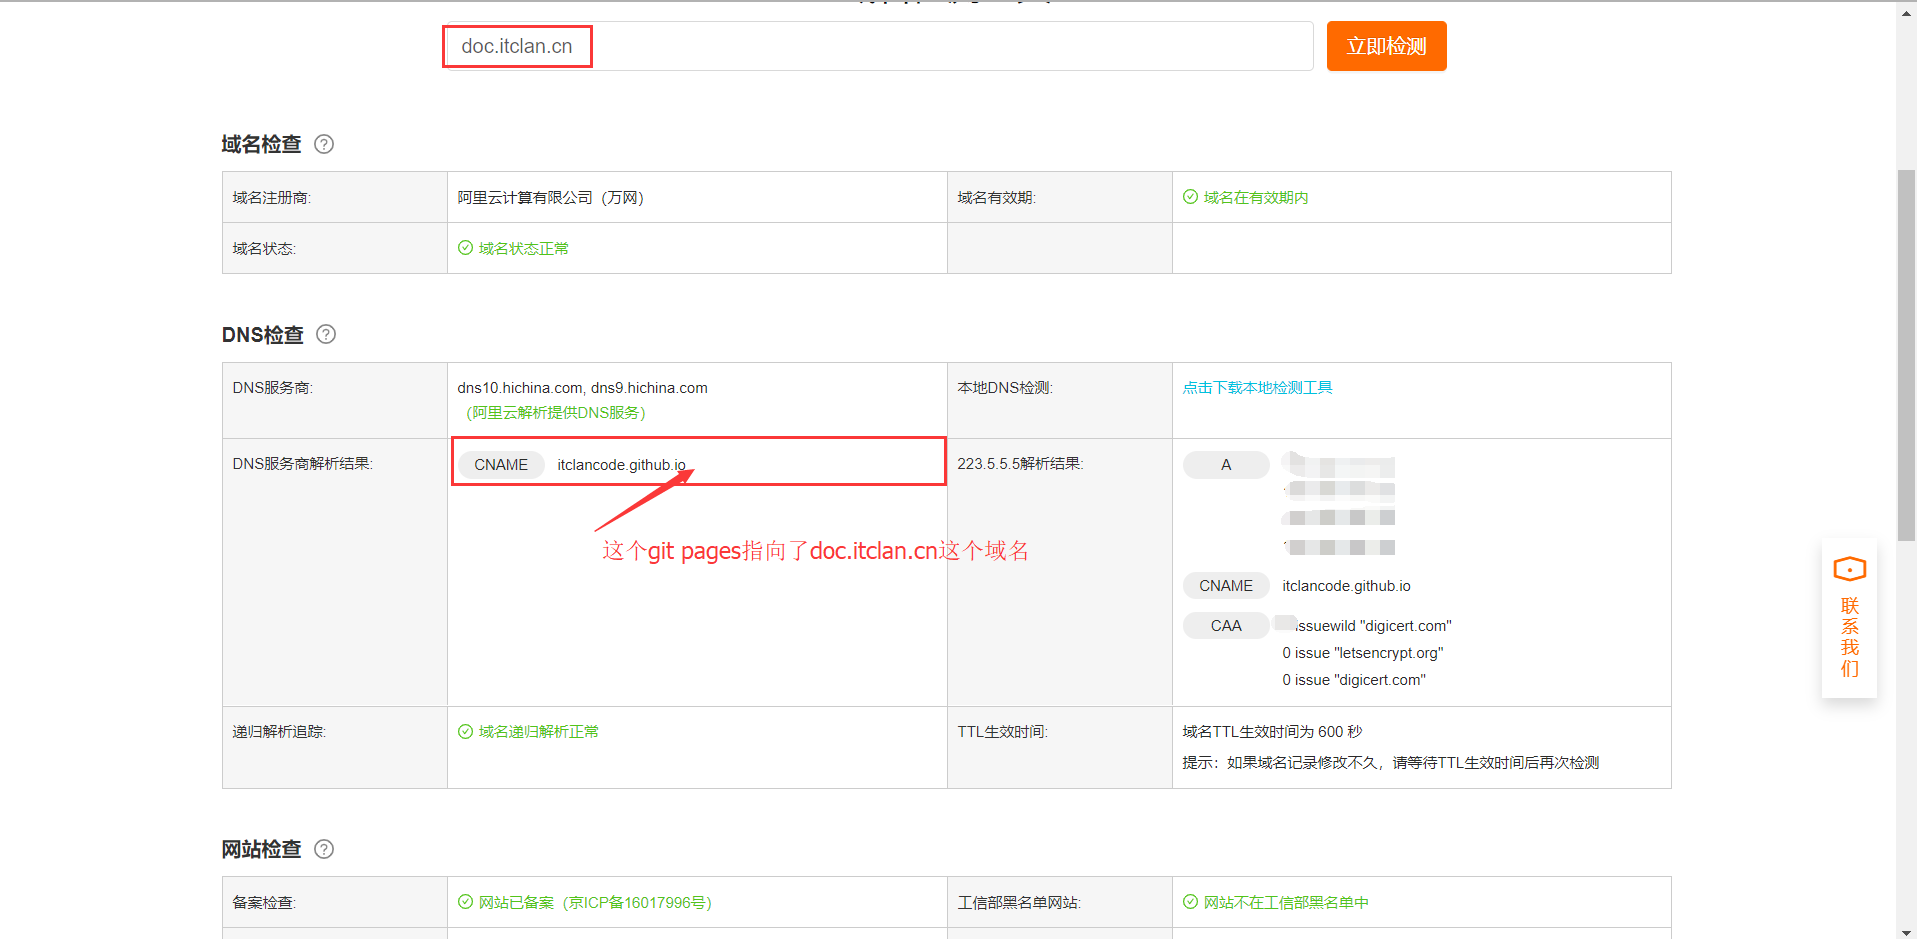 doc.itclan.cn
立即检测
域名检查
域名注册商:
阿里云计算有限公司（万网）
域名有效期:
域名在有效期内
域名状态:
域名状态正常
DNS检查
DNS服务商:
dns10.hichina.com, dns9.hichina.com
（阿里云解析提供DNS服务）
本地DNS检测:
点击下载本地检测工具
DNS服务商解析结果:
CNAME itclancode.github.io
这个git pages指向了doc.itclan.cn这个域名
223.5.5.5解析结果:
A
CNAME itclancode.github.io
CAA issuewild "digicert.com"
0 issue "letsencrypt.org"
0 issue "digicert.com"
递归解析追踪:
域名递归解析正常
TTL生效时间:
域名TTL生效时间为 600 秒
提示：如果域名记录修改不久，请等待TTL生效时间后再次检测
网站检查
备案检查:
网站已备案（京ICP备16017996号）
工信部黑名单网站:
网站不在工信部黑名单中
联系我们